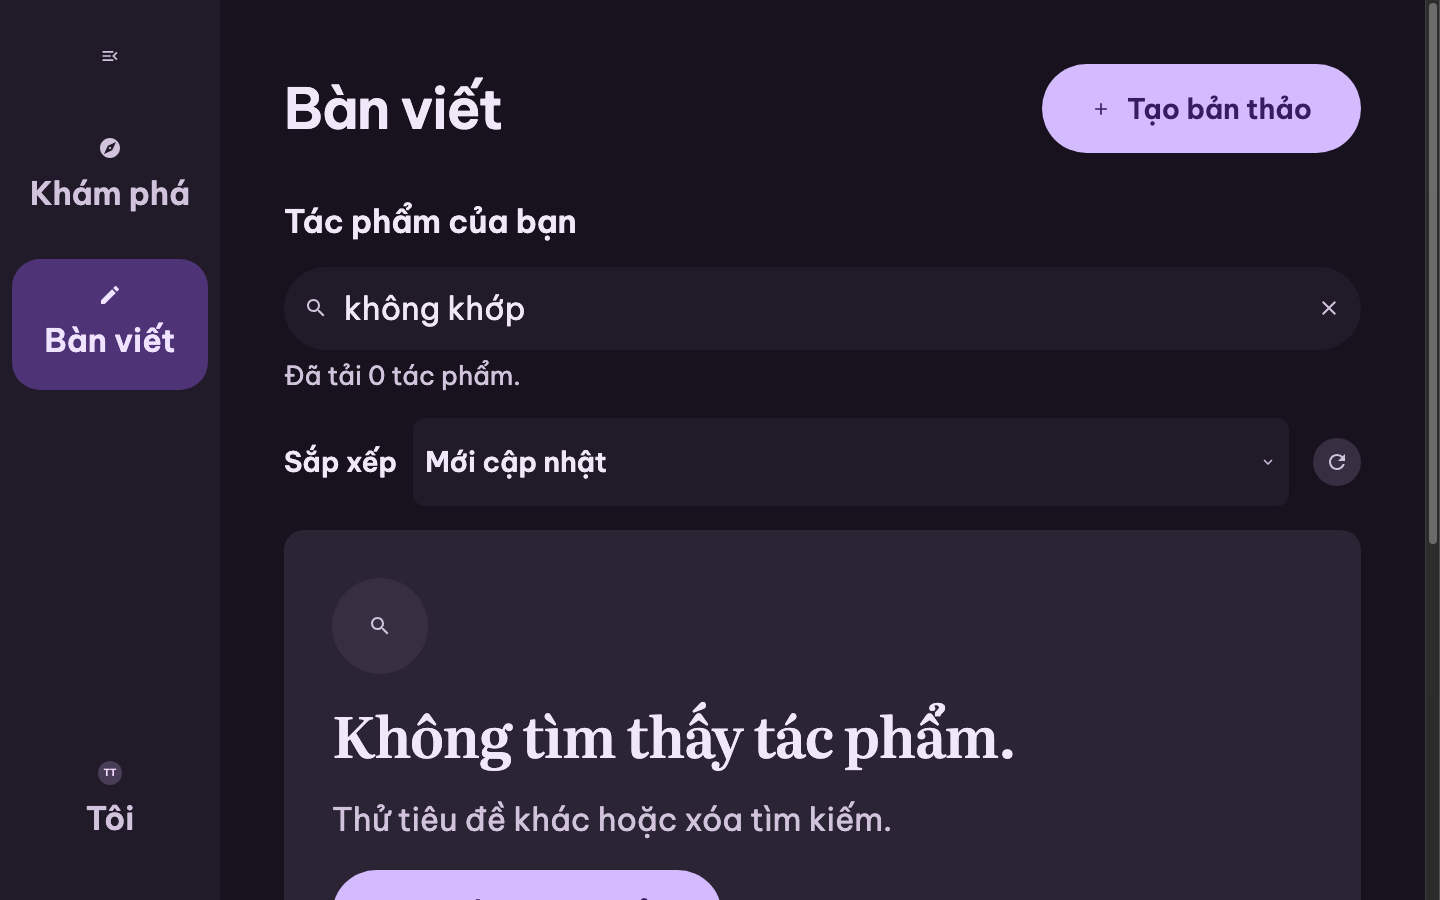 Khám phá
Bàn viết
TT
Tôi
Bàn viết
Tạo bản thảo
Tác phẩm của bạn
không khớp
Đã tải 0 tác phẩm.
Sắp xếp
Mới cập nhật
Không tìm thấy tác phẩm.
Thử tiêu đề khác hoặc xóa tìm kiếm.